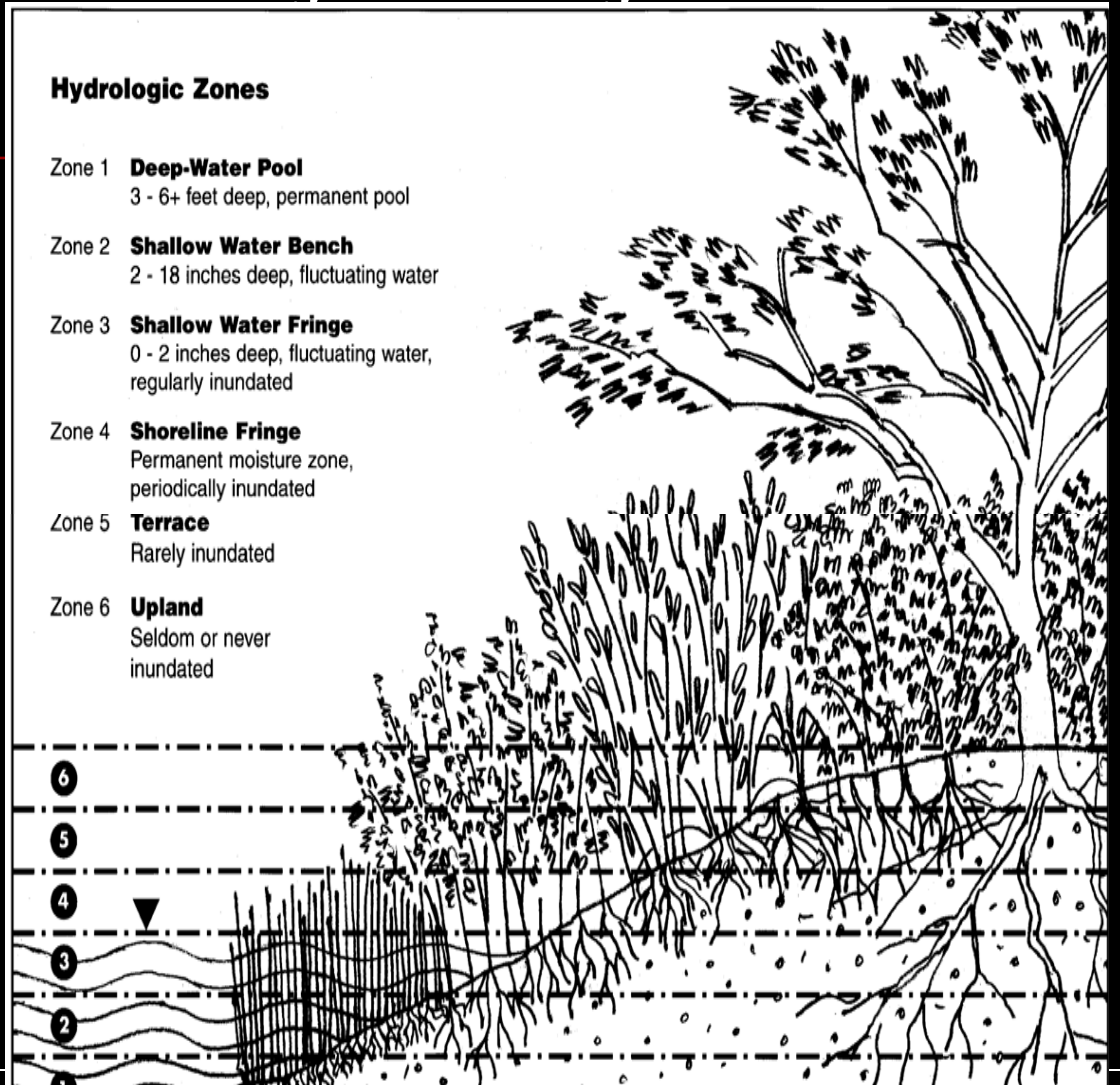 Hydrologic Zones
Zone 1 Deep-Water Pool
3 - 6+ feet deep, permanent pool
Zone 2 Shallow Water Bench
2 - 18 inches deep, fluctuating water
Zone 3 Shallow Water Fringe
0 - 2 inches deep, fluctuating water,
regularly inundated
Zone 4 Shoreline Fringe
Permanent moisture zone,
periodically inundated
Zone 5 Terrace
Rarely inundated
Zone 6 Upland
Seldom or never
inundated
6
5
4
3
2